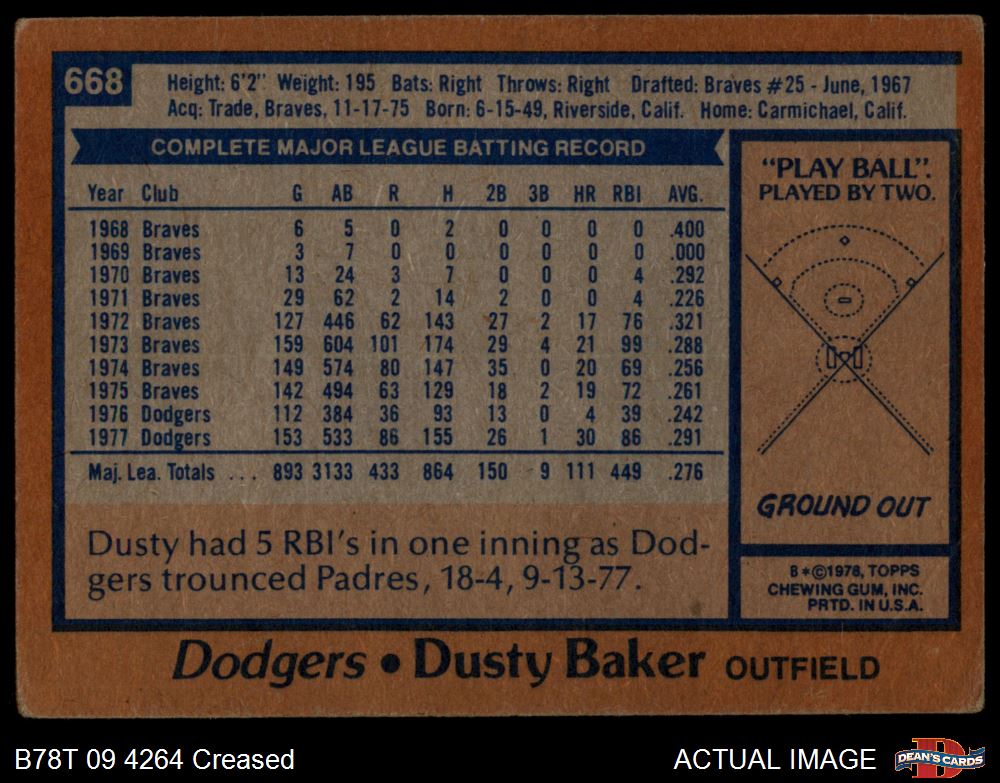 668
Height: 6'2" Weight: 195 Bats: Right Throws: Right Drafted: Braves #25 - June, 1967
Acq: Trade, Braves, 11-17-75 Born: 6-15-49, Riverside, Calif. Home: Carmichael, Calif.
COMPLETE MAJOR LEAGUE BATTING RECORD
Year Club G AB R H 2B 3B HR RBI AVG.
1968 Braves 6 5 0 2 0 0 0 0 .400
1969 Braves 3 7 0 0 0 0 0 0 .000
1970 Braves 13 24 3 7 0 0 0 4 .292
1971 Braves 29 62 2 14 2 0 0 4 .226
1972 Braves 127 446 62 143 27 2 17 76 .321
1973 Braves 159 604 101 174 29 4 21 99 .288
1974 Braves 149 574 80 147 35 0 20 69 .256
1975 Braves 142 494 63 129 18 2 19 72 .261
1976 Dodgers 112 384 36 93 13 0 4 39 .242
1977 Dodgers 153 533 86 155 26 1 30 86 .291
Maj. Lea. Totals ... 893 3133 433 864 150 9 111 449 .276
Dusty had 5 RBI's in one inning as Dod-
gers trounced Padres, 18-4, 9-13-77.
"PLAY BALL".
PLAYED BY TWO.
GROUND OUT
B*©1978, TOPPS
CHEWING GUM, INC.
PRTD. IN U.S.A.
Dodgers • Dusty Baker OUTFIELD
B78T 09 4264 Creased
ACTUAL IMAGE
D
DEAN'S CARDS